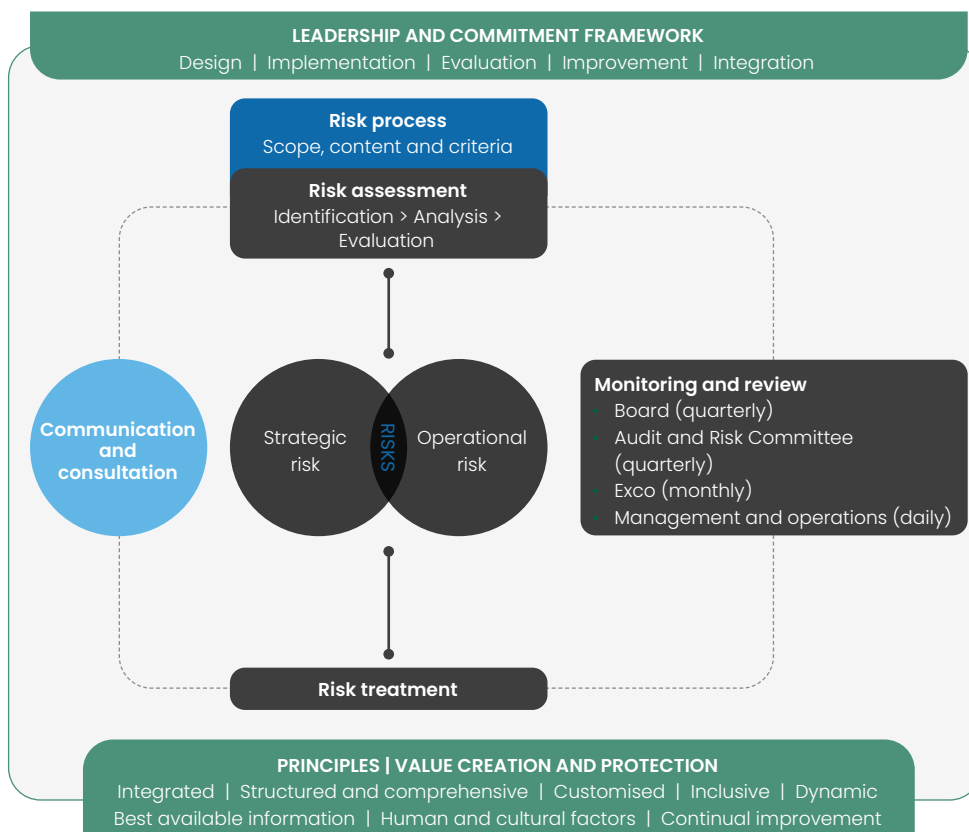 LEADERSHIP AND COMMITMENT FRAMEWORK
Design | Implementation | Evaluation | Improvement | Integration
Risk process
Scope, content and criteria
Risk assessment
Identification > Analysis >
Evaluation
Communication
and
consultation
Strategic
risk
RISKS
Operational
risk
Monitoring and review
• Board (quarterly)
• Audit and Risk Committee
(quarterly)
• Exco (monthly)
• Management and operations (daily)
Risk treatment
PRINCIPLES | VALUE CREATION AND PROTECTION
Integrated | Structured and comprehensive | Customised | Inclusive | Dynamic
Best available information | Human and cultural factors | Continual improvement